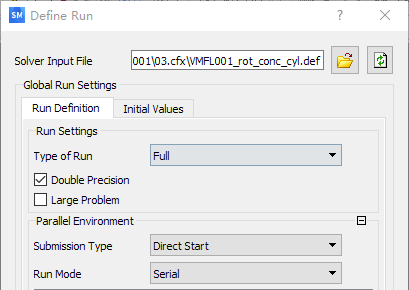 SM Define Run
Solver Input File 001\03.cfx\VMFL001_rot_conc_cyl.def
Global Run Settings
Run Definition Initial Values
Run Settings
Type of Run Full
Double Precision
Large Problem
Parallel Environment
Submission Type Direct Start
Run Mode Serial